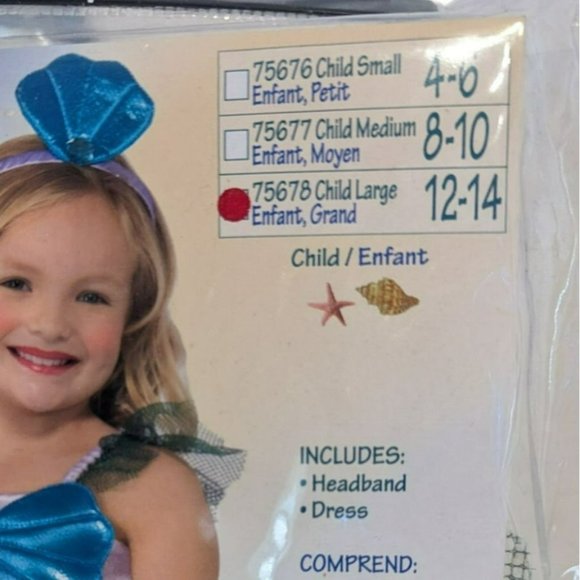 75676 Child Small 4-6
Enfant, Petit
75677 Child Medium 8-10
Enfant, Moyen
75678 Child Large 12-14
Enfant, Grand
Child / Enfant
INCLUDES:
• Headband
• Dress
COMPREND: